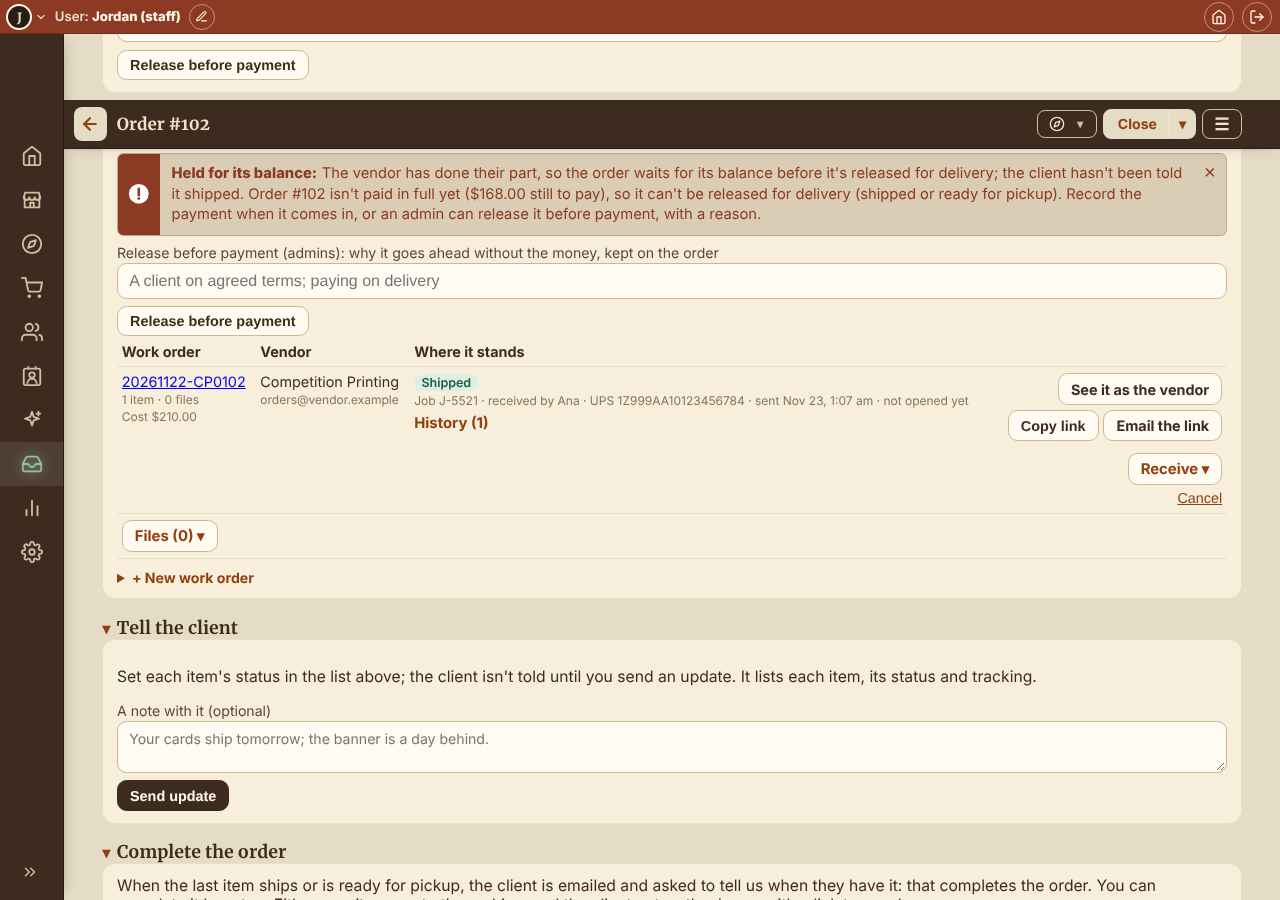 J
User: Jordan (staff)
Release before payment
Order #102
Close
Held for its balance: The vendor has done their part, so the order waits for its balance before it's released for delivery; the client hasn't been told
it shipped. Order #102 isn't paid in full yet ($168.00 still to pay), so it can't be released for delivery (shipped or ready for pickup). Record the
payment when it comes in, or an admin can release it before payment, with a reason.
Release before payment (admins): why it goes ahead without the money, kept on the order
A client on agreed terms; paying on delivery
Release before payment
Work order Vendor Where it stands
20261122-CP0102 Competition Printing Shipped
1 item · 0 files orders@vendor.example Job J-5521 · received by Ana · UPS 1Z999AA10123456784 · sent Nov 23, 1:07 am · not opened yet
Cost $210.00
History (1)
See it as the vendor
Copy link Email the link
Receive ▾
Cancel
Files (0) ▾
+ New work order
Tell the client
Set each item's status in the list above; the client isn't told until you send an update. It lists each item, its status and tracking.
A note with it (optional)
Your cards ship tomorrow; the banner is a day behind.
Send update
Complete the order
When the last item ships or is ready for pickup, the client is emailed and asked to tell us when they have it: that completes the order. You can